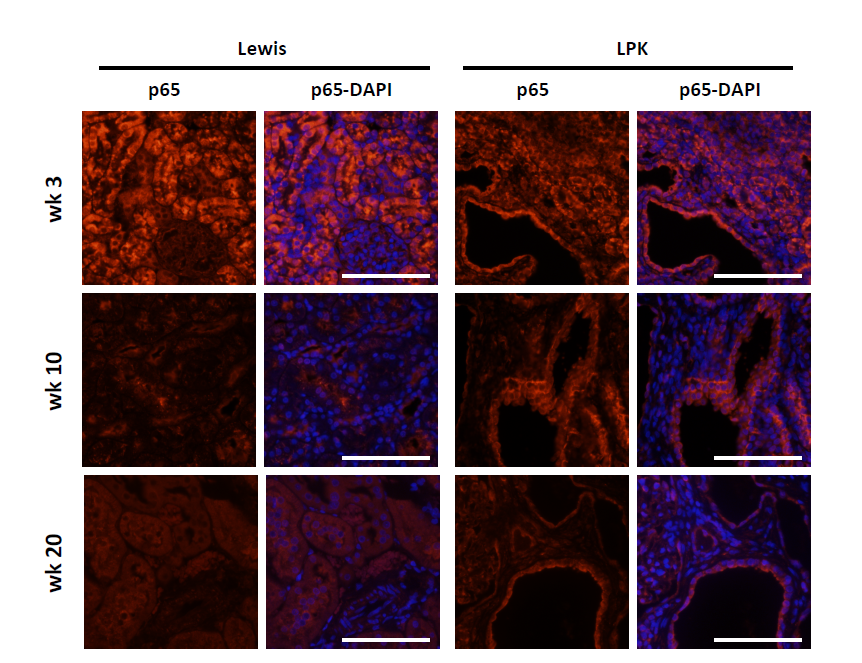 Lewis LPK
p65 p65-DAPI p65 p65-DAPI
wk 3
wk 10
wk 20